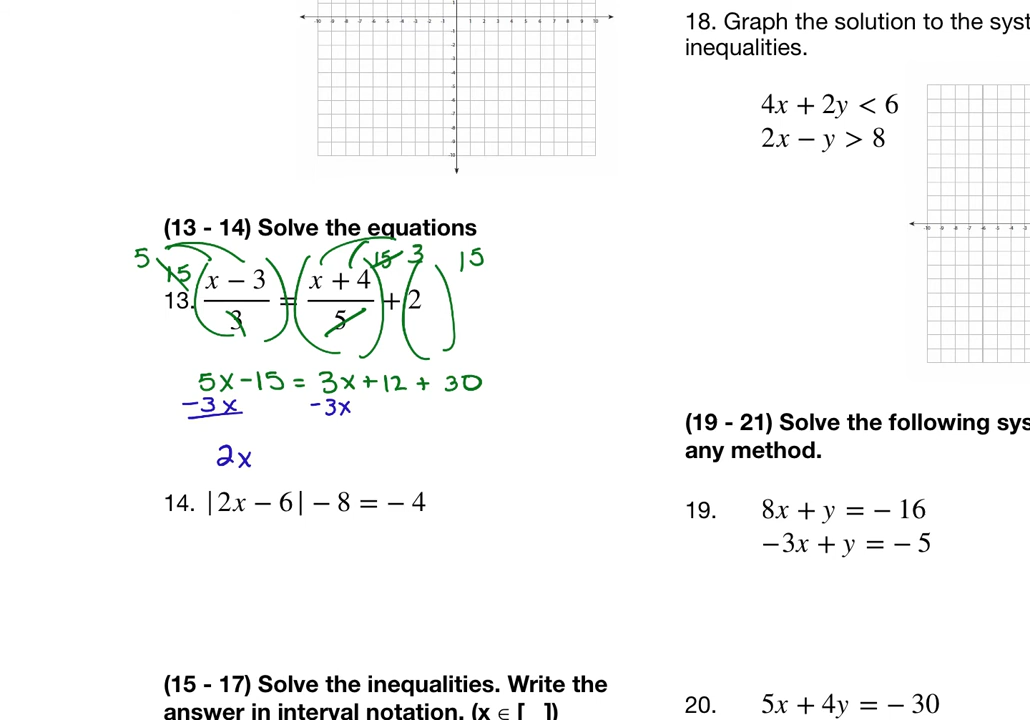 (13 - 14) Solve the equations
5 15 15 3 15
13. (x − 3)/3 = (x + 4)/5 + 2
5x - 15 = 3x + 12 + 30
-3x -3x
2x
14. |2x − 6| − 8 = − 4
(15 - 17) Solve the inequalities. Write the
answer in interval notation. (x ∈ [ ])
18. Graph the solution to the syst
inequalities.
4x + 2y < 6
2x − y > 8
(19 - 21) Solve the following sys
any method.
19. 8x + y = − 16
−3x + y = − 5
20. 5x + 4y = − 30